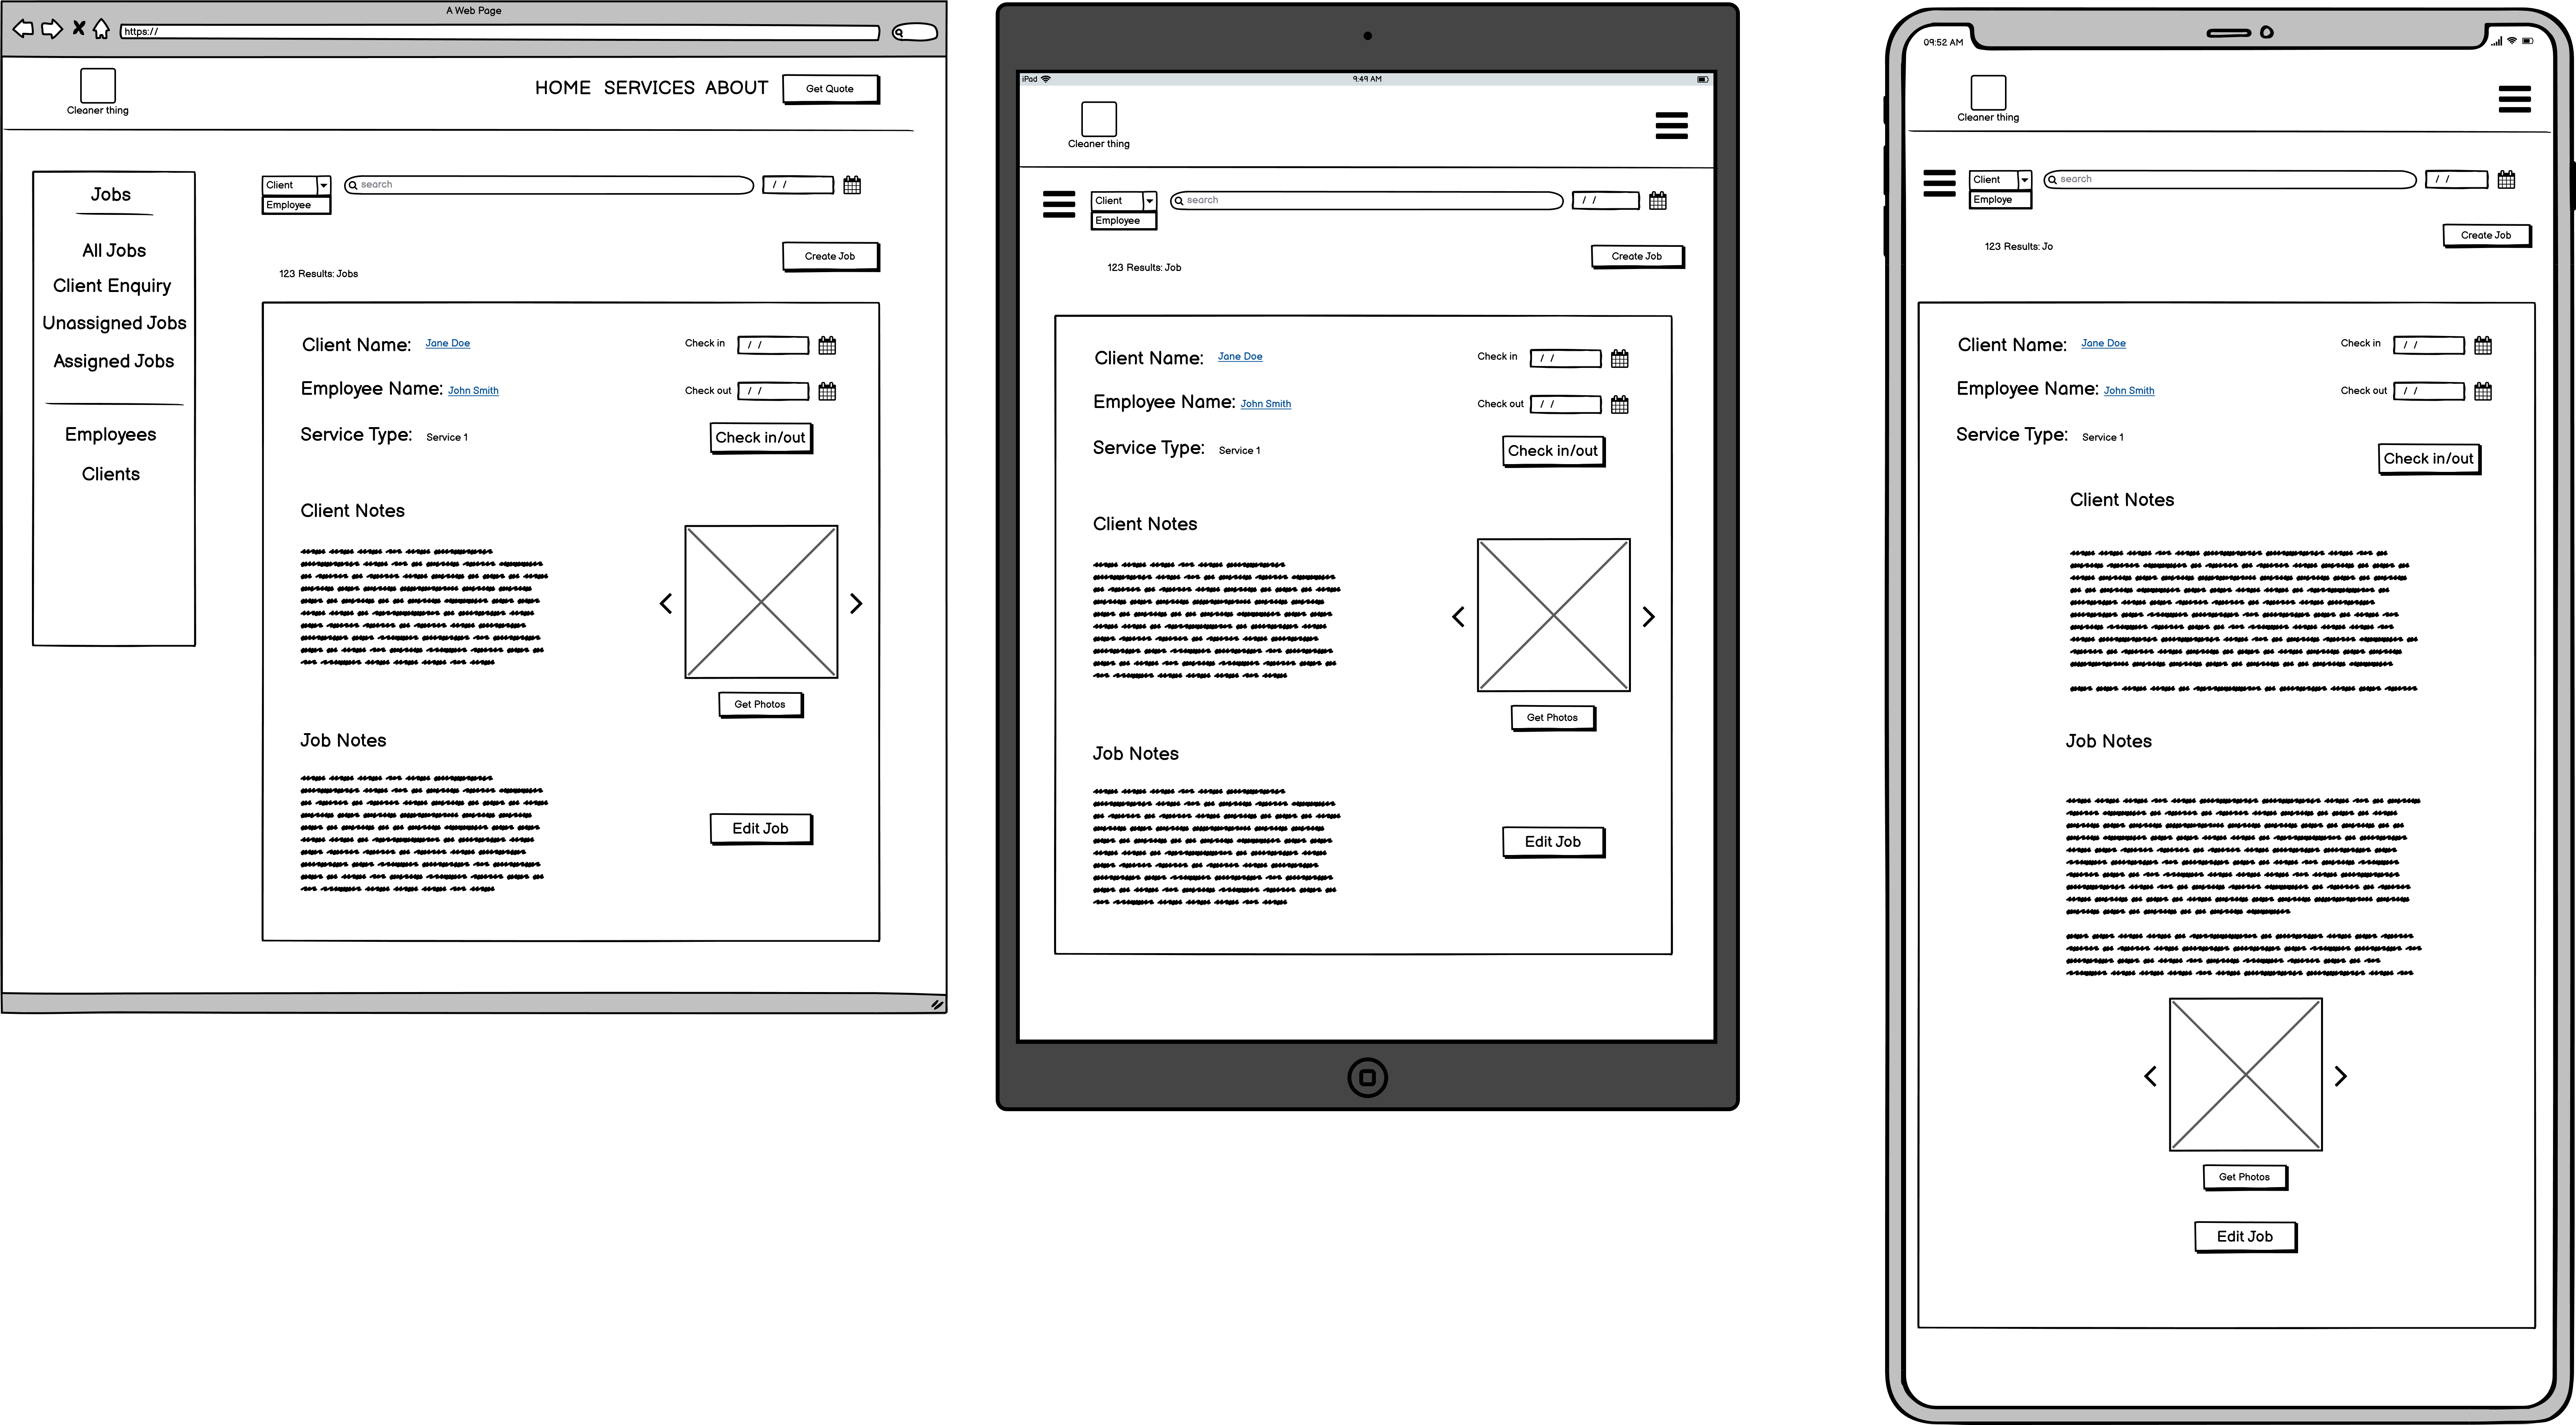 A Web Page
https://
Cleaner thing
HOME SERVICES ABOUT Get Quote
Jobs
All Jobs
Client Enquiry
Unassigned Jobs
Assigned Jobs
Employees
Clients
Client search / /
Employee
Create Job
123 Results: Jobs
Client Name: Jane Doe Check in / /
Employee Name: John Smith Check out / /
Service Type: Service 1 Check in/out
Client Notes
Get Photos
Job Notes
Edit Job
iPad 9:49 AM
Cleaner thing
Client search / /
Employee
Create Job
123 Results: Job
Client Name: Jane Doe Check in / /
Employee Name: John Smith Check out / /
Service Type: Service 1 Check in/out
Client Notes
Get Photos
Job Notes
Edit Job
09:52 AM
Cleaner thing
Client search / /
Employe
Create Job
123 Results: Jo
Client Name: Jane Doe Check in / /
Employee Name: John Smith Check out / /
Service Type: Service 1
Check in/out
Client Notes
Job Notes
Get Photos
Edit Job